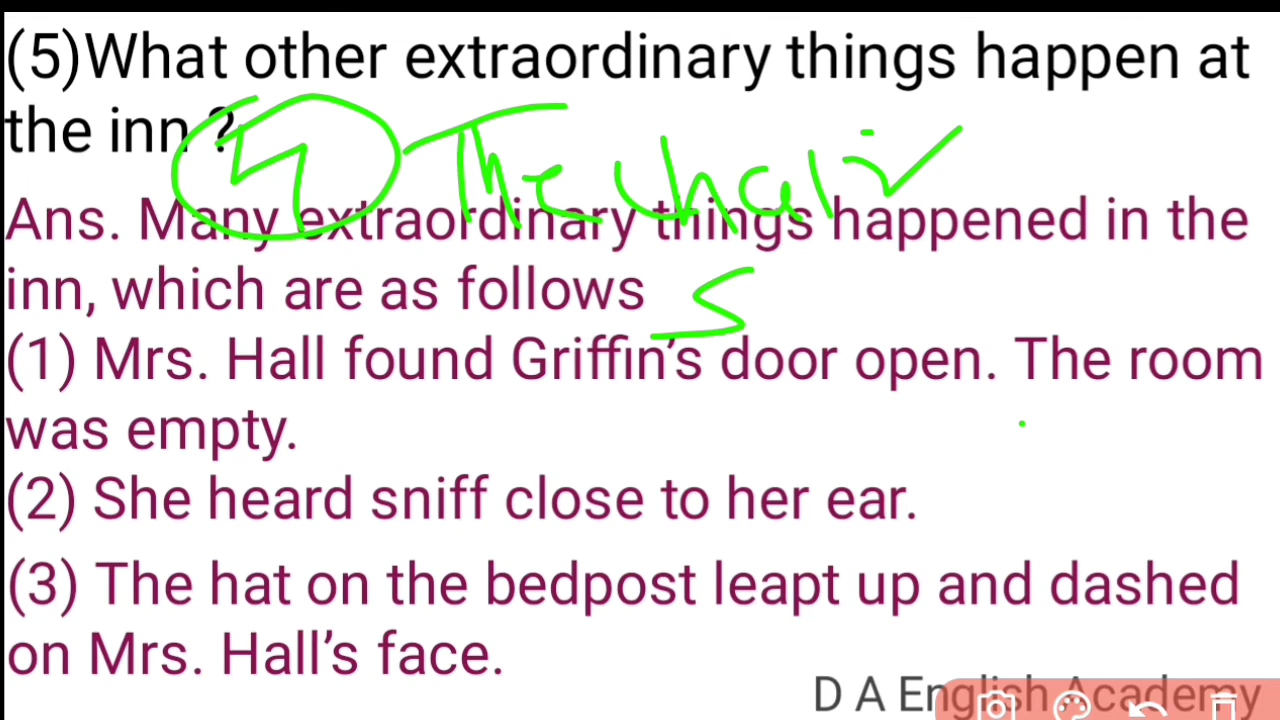 (5)What other extraordinary things happen at
the inn ?
The chair
Ans. Many extraordinary things happened in the
inn, which are as follows
(1) Mrs. Hall found Griffin's door open. The room
was empty.
(2) She heard sniff close to her ear.
(3) The hat on the bedpost leapt up and dashed
on Mrs. Hall's face.
D A English Academy